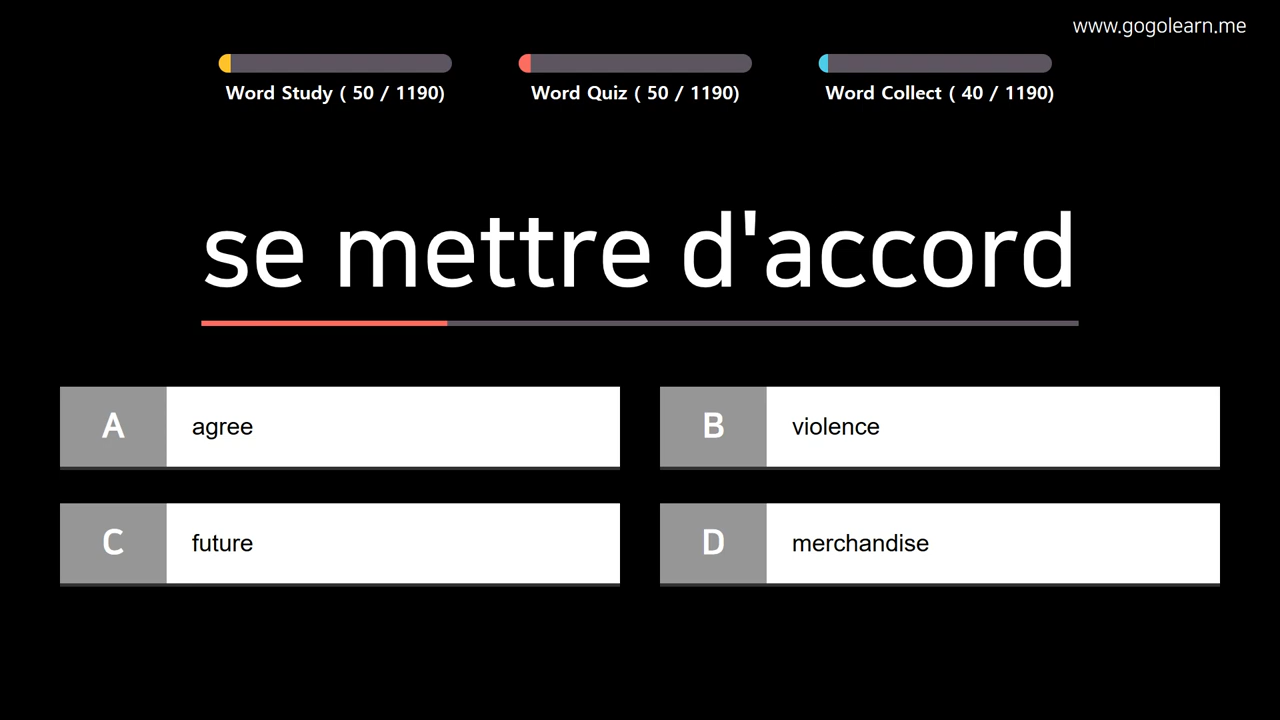 www.gogolearn.me
Word Study ( 50 / 1190)
Word Quiz ( 50 / 1190)
Word Collect ( 40 / 1190)
se mettre d'accord
A agree
B violence
C future
D merchandise